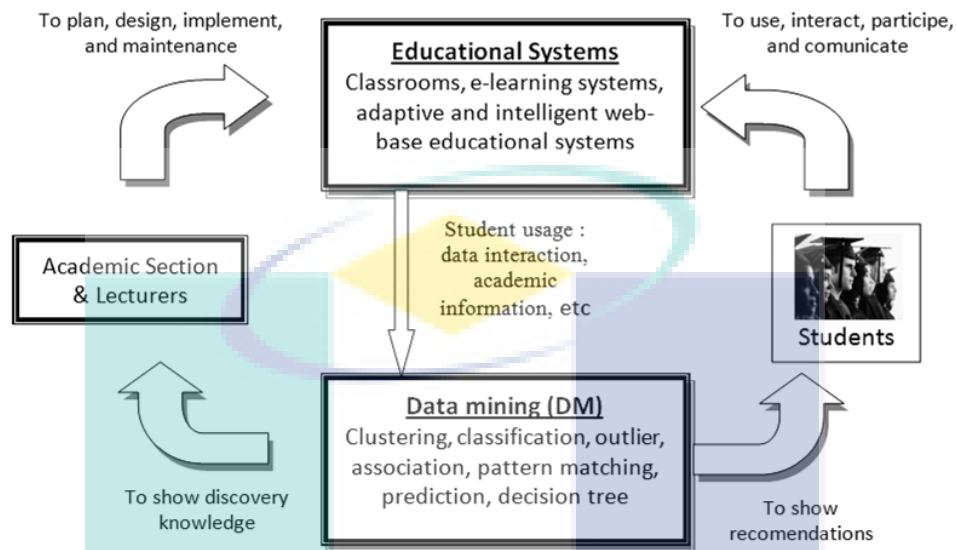 To plan, design, implement,
and maintenance
Educational Systems
Classrooms, e-learning systems,
adaptive and intelligent web-
base educational systems
To use, interact, participe,
and comunicate
Student usage :
data interaction,
academic
information, etc
Academic Section
& Lecturers
Students
Data mining (DM)
Clustering, classification, outlier,
association, pattern matching,
prediction, decision tree
To show discovery
knowledge
To show
recomendations